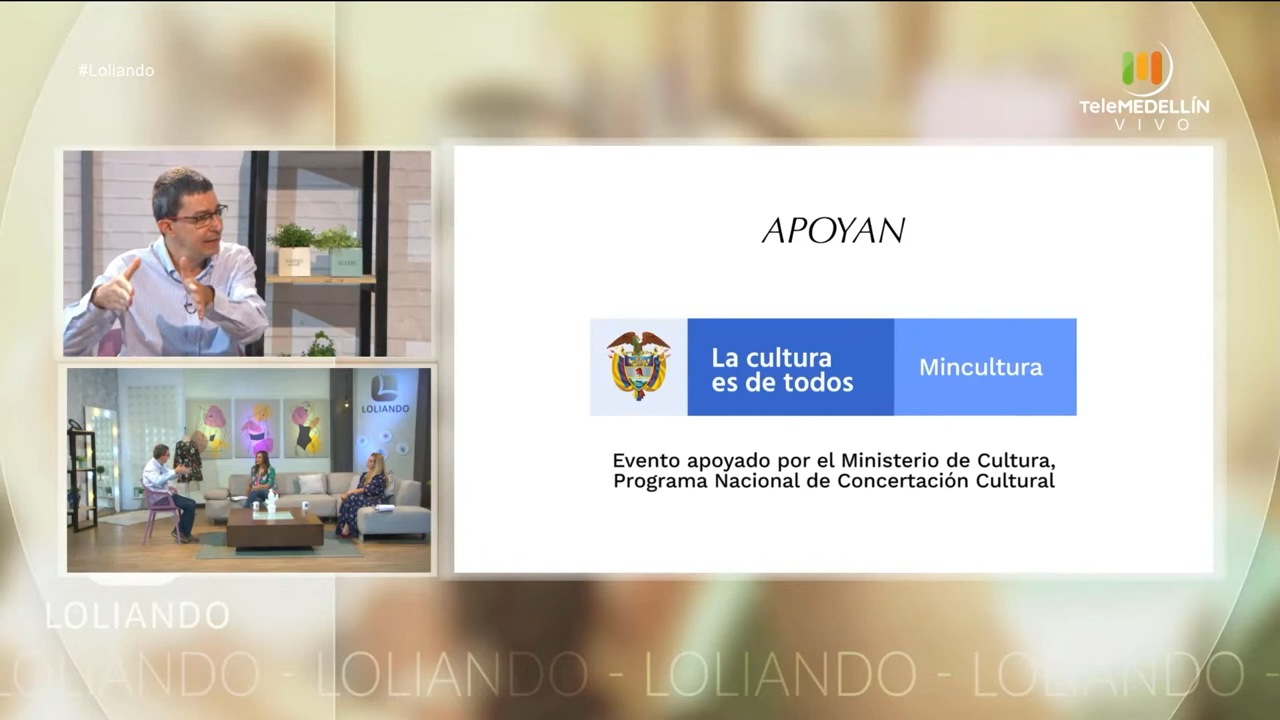 #Loliando
TeleMEDELLÍN
VIVO
APOYAN
La cultura
es de todos
Mincultura
Evento apoyado por el Ministerio de Cultura,
Programa Nacional de Concertación Cultural
LOLIANDO
LOLIANDO
LOLIANDO - LOLIANDO - LOLIANDO - LOLIANDO -